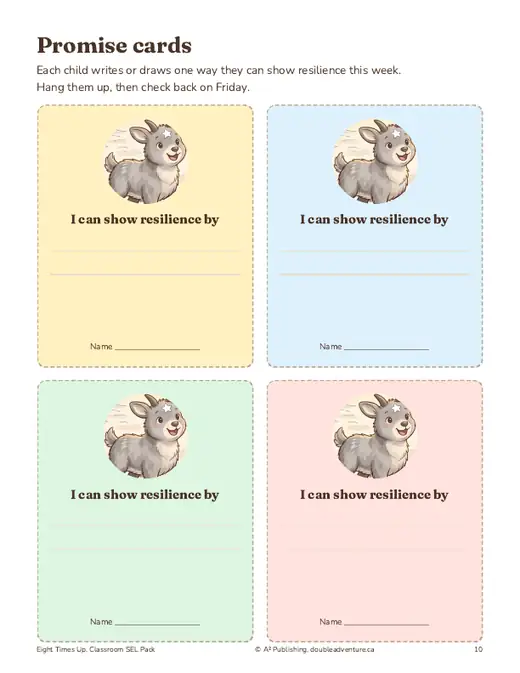 Promise cards
Each child writes or draws one way they can show resilience this week.
Hang them up, then check back on Friday.
I can show resilience by
I can show resilience by
Name
Name
I can show resilience by
I can show resilience by
Name
Name
Eight Times Up, Classroom SEL Pack
© A² Publishing, doubleadventure.ca
10